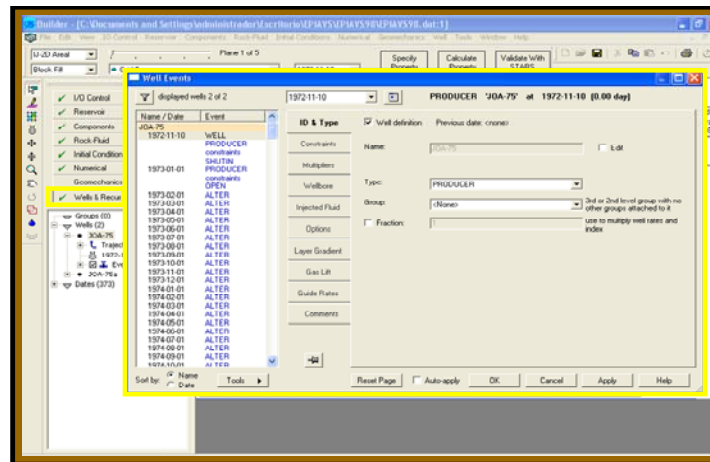 Builder - [C:\Documents and Settings\administrador\Escritorio\EPIAYS\EPIAYS98\EPIAYS98.dat:1]
File Edit View IO-Control Reservoir Components Rock-Fluid Initial Conditions Numerical Geomechanics Well Tools Window Help
IJ-2D Areal
Plane 1 of 5
Block Fill
Specify
Property
Calculate
Property
Validate With
STARS
I/O Control
Reservoir
Components
Rock-Fluid
Initial Condition
Numerical
Geomechanics
Wells & Recur
Groups (0)
Wells (2)
JOA-75
Traject
Eve
JOA-75a
Dates (373)
Well Events
displayed wells 2 of 2
1972-11-10
PRODUCER 'JOA-75' at 1972-11-10 (0.00 day)
Name / Date Event
JOA-75
1972-11-10 WELL
PRODUCER
constraints
SHUTIN
1973-01-01 PRODUCER
constraints
OPEN
1973-02-01 ALTER
1973-03-01 ALTER
1973-04-01 ALTER
1973-05-01 ALTER
1973-06-01 ALTER
1973-07-01 ALTER
1973-08-01 ALTER
1973-09-01 ALTER
1973-10-01 ALTER
1973-11-01 ALTER
1973-12-01 ALTER
1974-01-01 ALTER
1974-02-01 ALTER
1974-03-01 ALTER
1974-04-01 ALTER
1974-05-01 ALTER
1974-06-01 ALTER
1974-07-01 ALTER
1974-08-01 ALTER
1974-09-01 ALTER
1974-10-01 ALTER
Sort by: Name
Date
Tools
ID & Type
Constraints
Multipliers
Wellbore
Injected Fluid
Options
Layer Gradient
Gas Lift
Guide Rates
Comments
Well definition Previous date: <none>
Name: JOA-75 Edit
Type: PRODUCER
Group: <None> 3rd or 2nd level group with no
other groups attached to it
Fraction: 1 use to multiply well rates and
index
Reset Page Auto-apply OK Cancel Apply Help